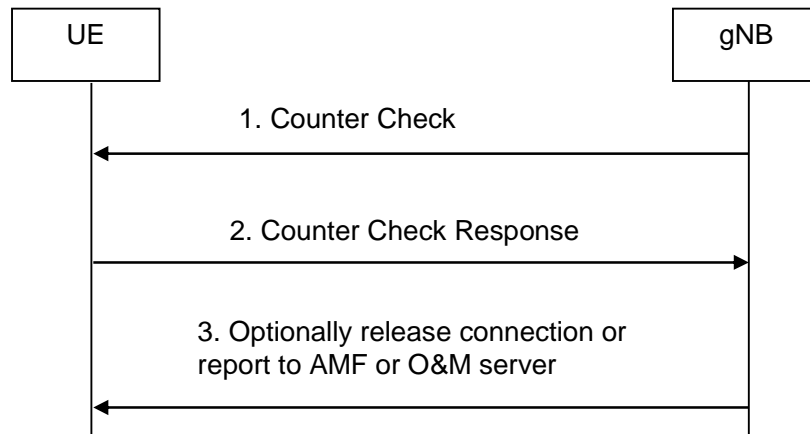 UE
gNB
1. Counter Check
2. Counter Check Response
3. Optionally release connection or
report to AMF or O&M server